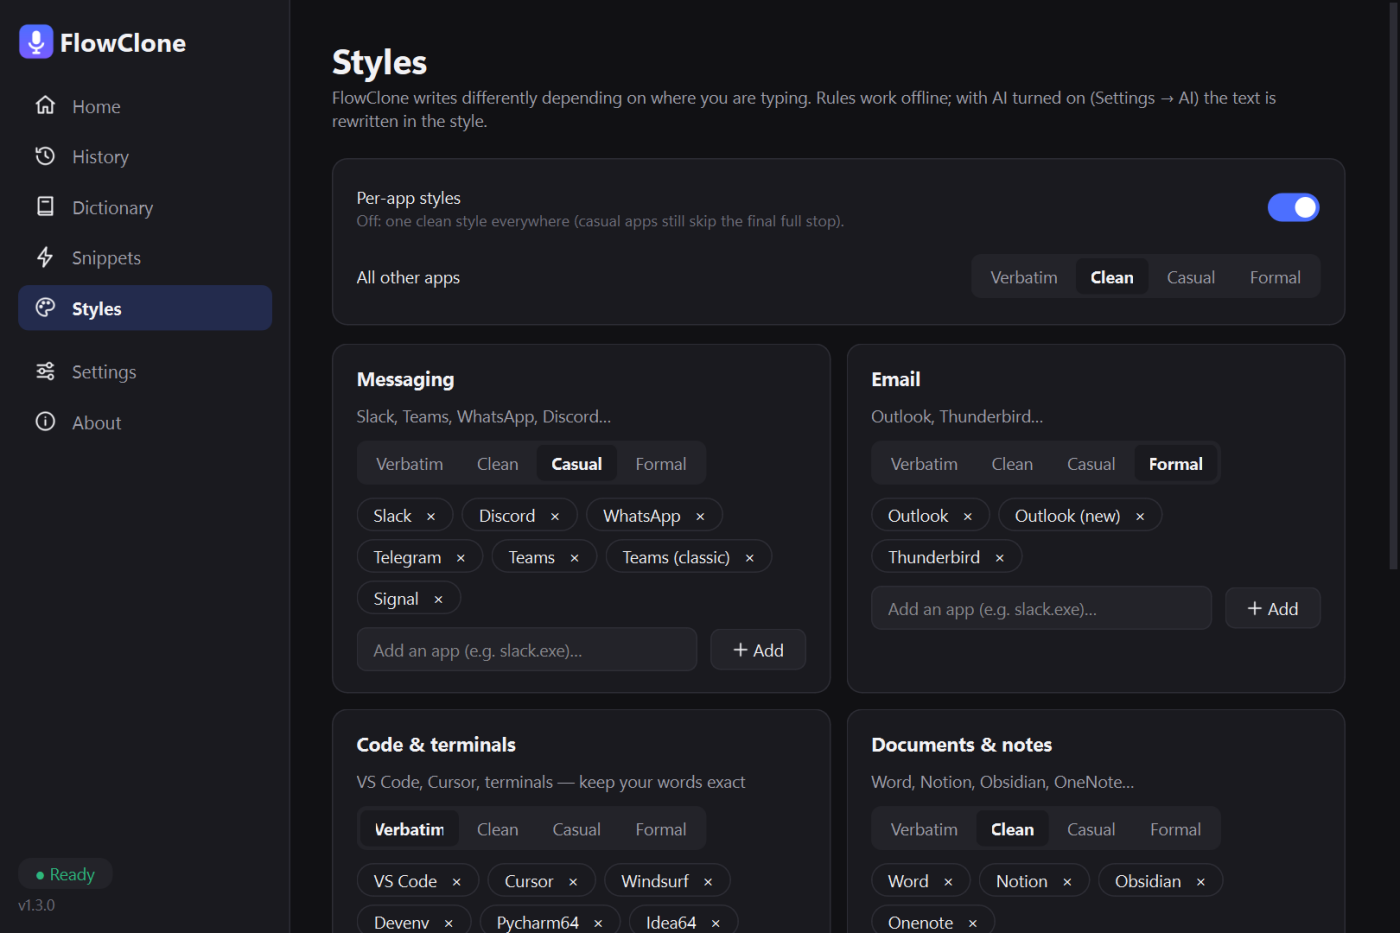 FlowClone
Home
History
Dictionary
Snippets
Styles
Settings
About
Ready
v1.3.0
Styles
FlowClone writes differently depending on where you are typing. Rules work offline; with AI turned on (Settings → AI) the text is
rewritten in the style.
Per-app styles
Off: one clean style everywhere (casual apps still skip the final full stop).
All other apps
Verbatim Clean Casual Formal
Messaging
Slack, Teams, WhatsApp, Discord...
Verbatim Clean Casual Formal
Slack × Discord × WhatsApp ×
Telegram × Teams × Teams (classic) ×
Signal ×
Add an app (e.g. slack.exe)... + Add
Email
Outlook, Thunderbird...
Verbatim Clean Casual Formal
Outlook × Outlook (new) ×
Thunderbird ×
Add an app (e.g. slack.exe)... + Add
Code & terminals
VS Code, Cursor, terminals — keep your words exact
Verbatim Clean Casual Formal
VS Code × Cursor × Windsurf ×
Devenv × Pycharm64 × Idea64 ×
Documents & notes
Word, Notion, Obsidian, OneNote...
Verbatim Clean Casual Formal
Word × Notion × Obsidian ×
Onenote ×